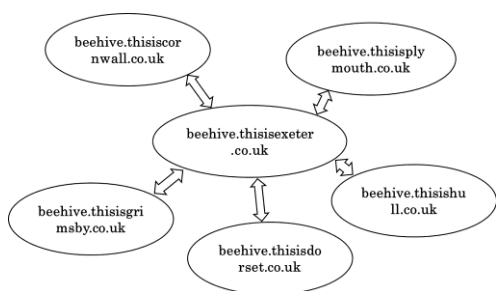 beehive.thisiscor
nwall.co.uk
beehive.thisisply
mouth.co.uk
beehive.thisisexeter
.co.uk
beehive.thisishu
ll.co.uk
beehive.thisisgri
msby.co.uk
beehive.thisisdo
rset.co.uk